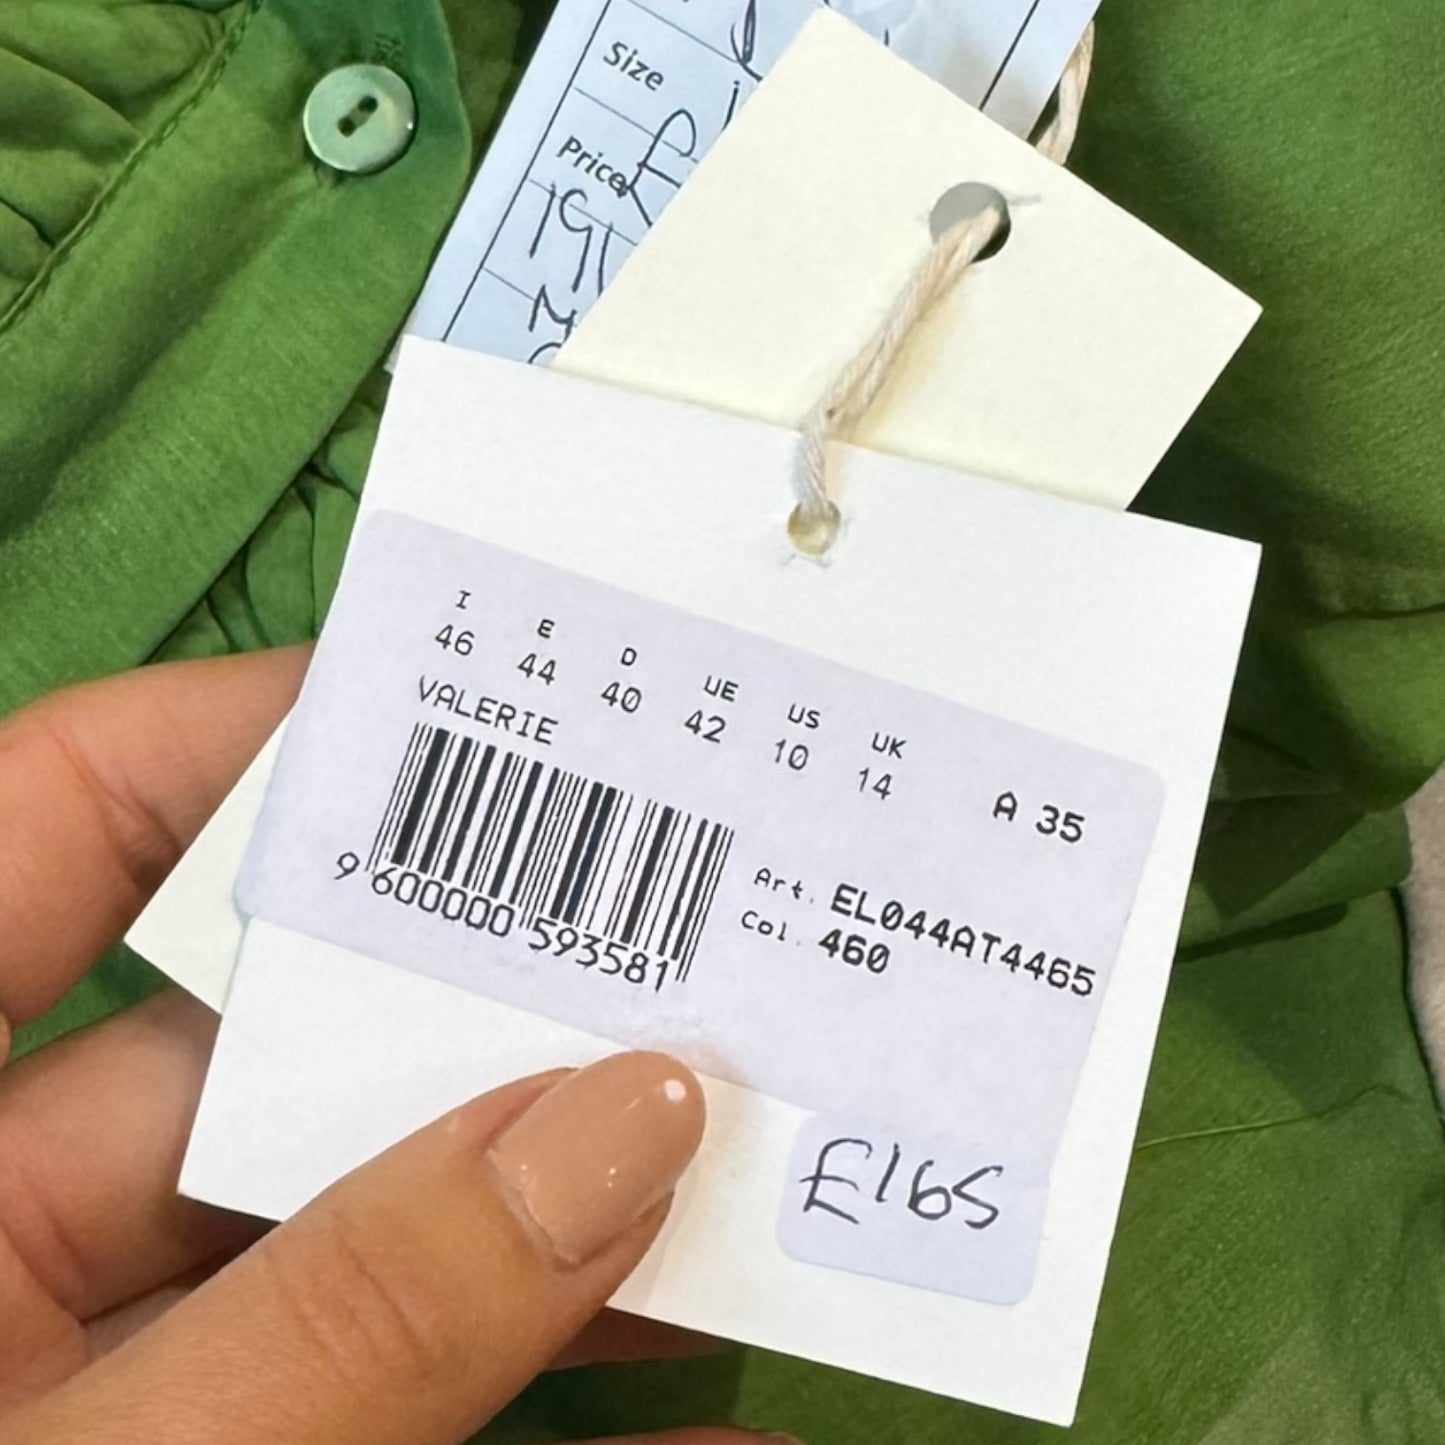 Size
Price £
191
I E D UE US UK
46 44 40 42 10 14
VALERIE
A 35
9 600000 593581
Art. EL044AT4465
Col. 460
£165